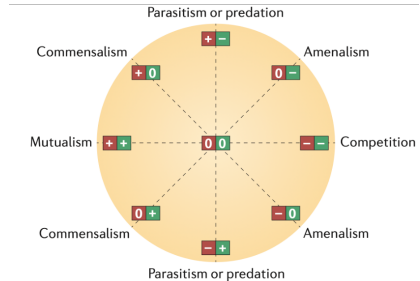 Parasitism or predation
+ −
Commensalism
Amenalism
+ 0
0 −
Mutualism
+ +
0 0
− −
Competition
0 +
− 0
Commensalism
Amenalism
− +
Parasitism or predation